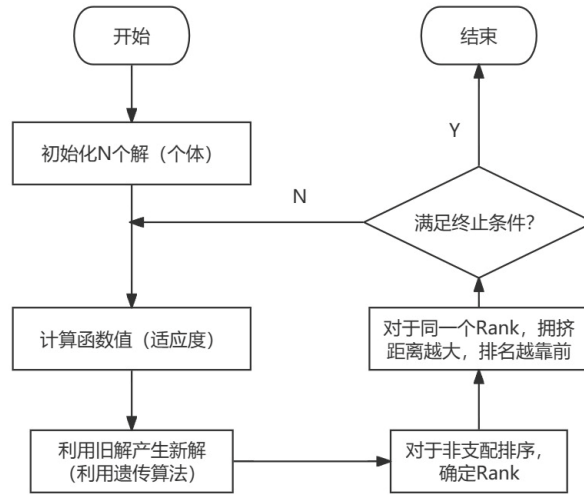 开始
初始化N个解（个体）
计算函数值（适应度）
利用旧解产生新解
（利用遗传算法）
对于非支配排序，
确定Rank
对于同一个Rank，拥挤
距离越大，排名越靠前
满足终止条件？
N
Y
结束